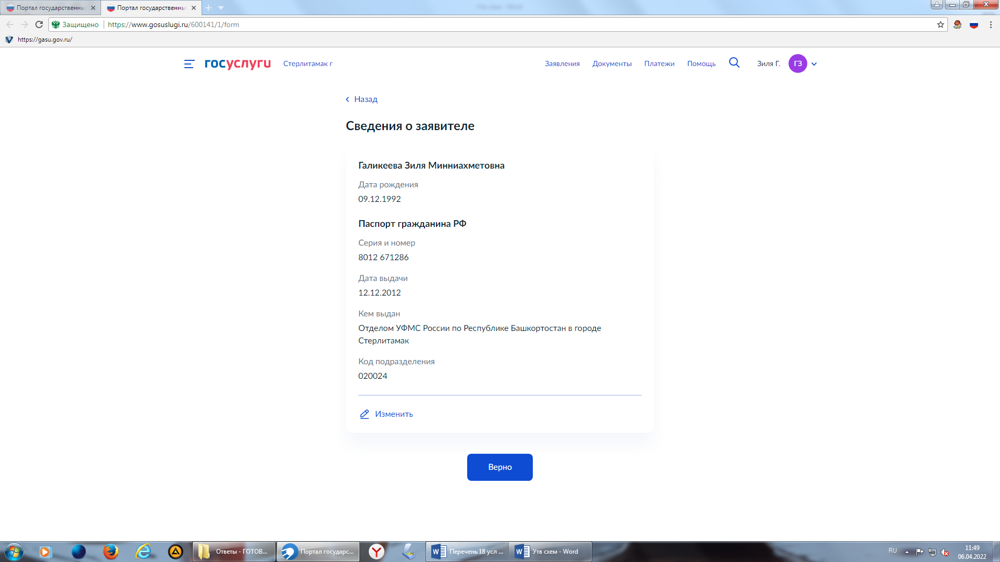 Портал государственны
Портал государственны
Защищено
https://www.gosuslugi.ru/600141/1/form
https://gasu.gov.ru/
госуслуги
Стерлитамак г
Заявления
Документы
Платежи
Помощь
Зиля Г.
ГЗ
Назад
Сведения о заявителе
Галикеева Зиля Минниахметовна
Дата рождения
09.12.1992
Паспорт гражданина РФ
Серия и номер
8012 671286
Дата выдачи
12.12.2012
Кем выдан
Отделом УФМС России по Республике Башкортостан в городе
Стерлитамак
Код подразделения
020024
Изменить
Верно
Ответы - ГОТОВ...
Портал государс...
Перечень 18 усл ...
Утв схем - Word
RU
11:49
06.04.2022